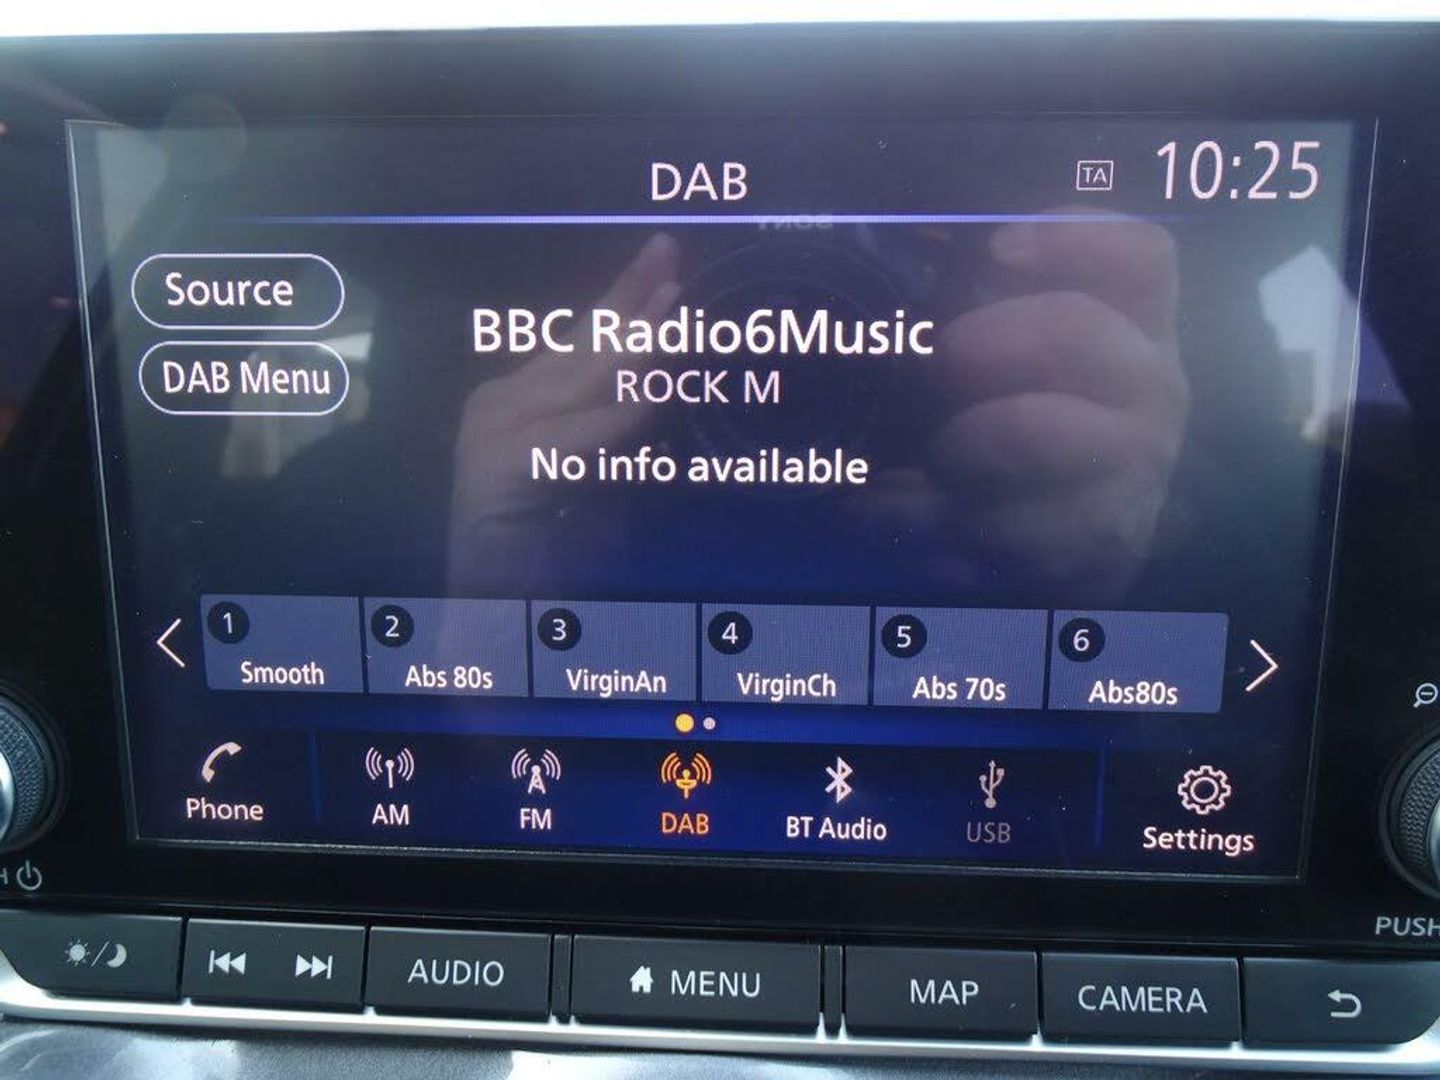 DAB
TA 10:25
Source
BBC Radio6Music
DAB Menu
ROCK M
No info available
1 2 3 4 5 6
Smooth Abs 80s VirginAn VirginCh Abs 70s Abs80s
Phone AM FM DAB BT Audio USB Settings
PUSH
AUDIO MENU MAP CAMERA